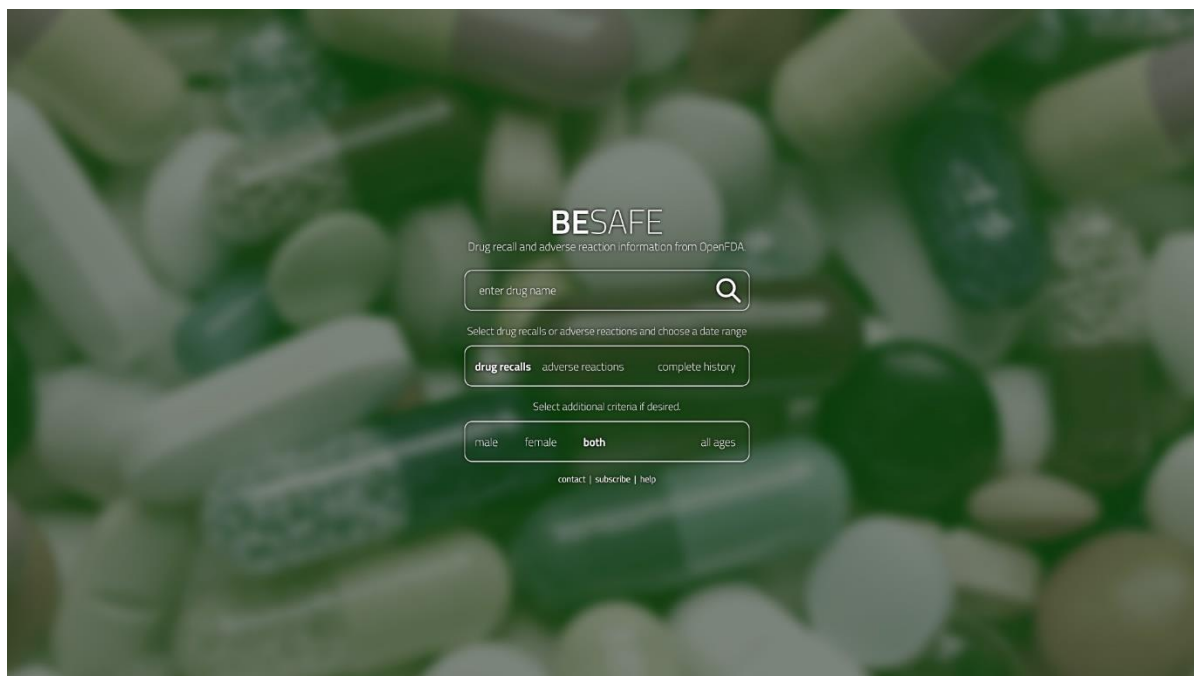 BESAFE
Drug recall and adverse reaction information from OpenFDA.
enter drug name
Select drug recalls or adverse reactions and choose a date range
drug recalls adverse reactions complete history
Select additional criteria if desired.
male female both all ages
contact | subscribe | help